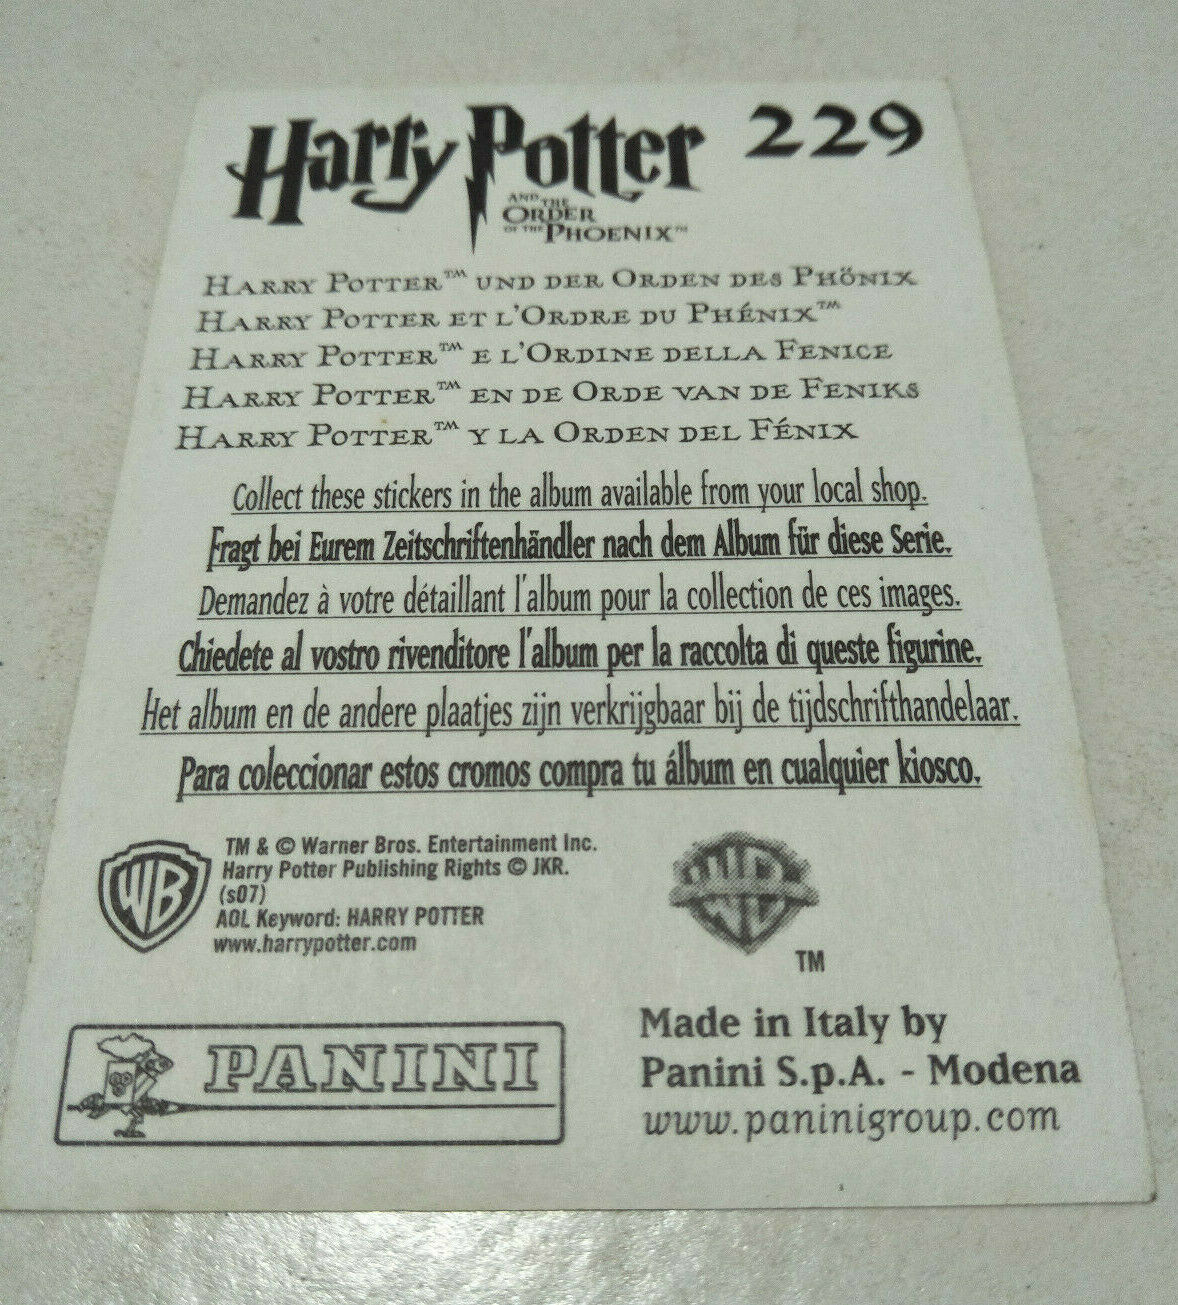 Harry Potter 229
AND THE
ORDER
OF THE PHOENIX™
HARRY POTTER™ UND DER ORDEN DES PHÖNIX
HARRY POTTER ET L'ORDRE DU PHÉNIX™
HARRY POTTER™ E L'ORDINE DELLA FENICE
HARRY POTTER™ EN DE ORDE VAN DE FENIKS
HARRY POTTER™ Y LA ORDEN DEL FÉNIX
Collect these stickers in the album available from your local shop.
Fragt bei Eurem Zeitschriftenhändler nach dem Album für diese Serie.
Demandez à votre détaillant l'album pour la collection de ces images.
Chiedete al vostro rivenditore l'album per la raccolta di queste figurine.
Het album en de andere plaatjes zijn verkrijgbaar bij de tijdschrifthandelaar.
Para coleccionar estos cromos compra tu álbum en cualquier kiosco.
WB
TM & © Warner Bros. Entertainment Inc.
Harry Potter Publishing Rights © JKR.
(s07)
AOL Keyword: HARRY POTTER
www.harrypotter.com
TM
PANINI
Made in Italy by
Panini S.p.A. - Modena
www.paninigroup.com